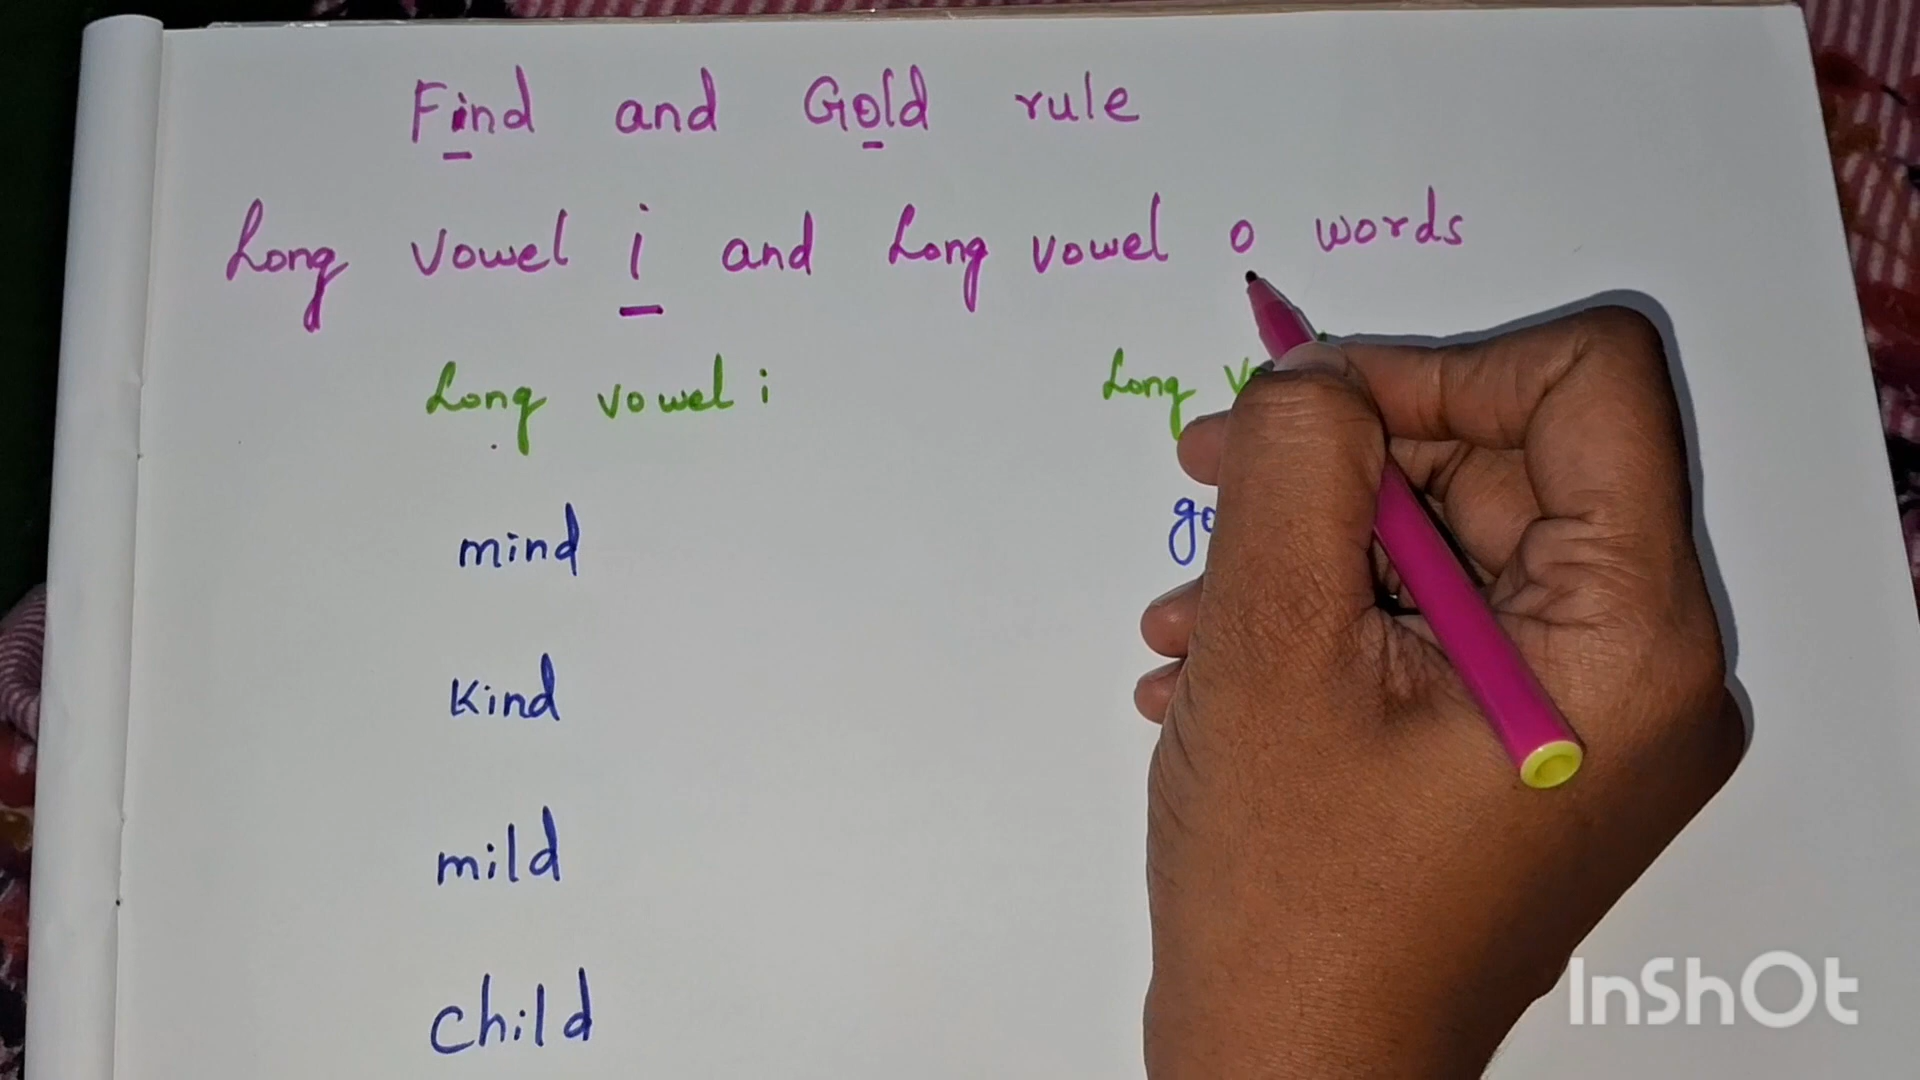 Find and Gold rule
Long vowel i and Long vowel o words
Long vowel i
Long
mind
Kind
mild
child
InShOt